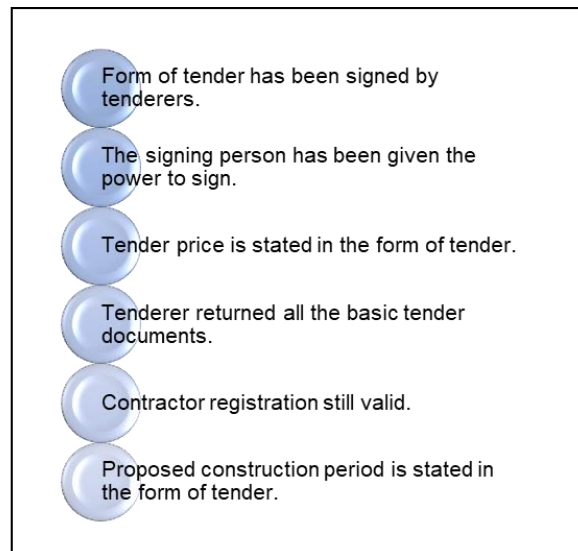 Form of tender has been signed by
tenderers.
The signing person has been given the
power to sign.
Tender price is stated in the form of tender.
Tenderer returned all the basic tender
documents.
Contractor registration still valid.
Proposed construction period is stated in
the form of tender.